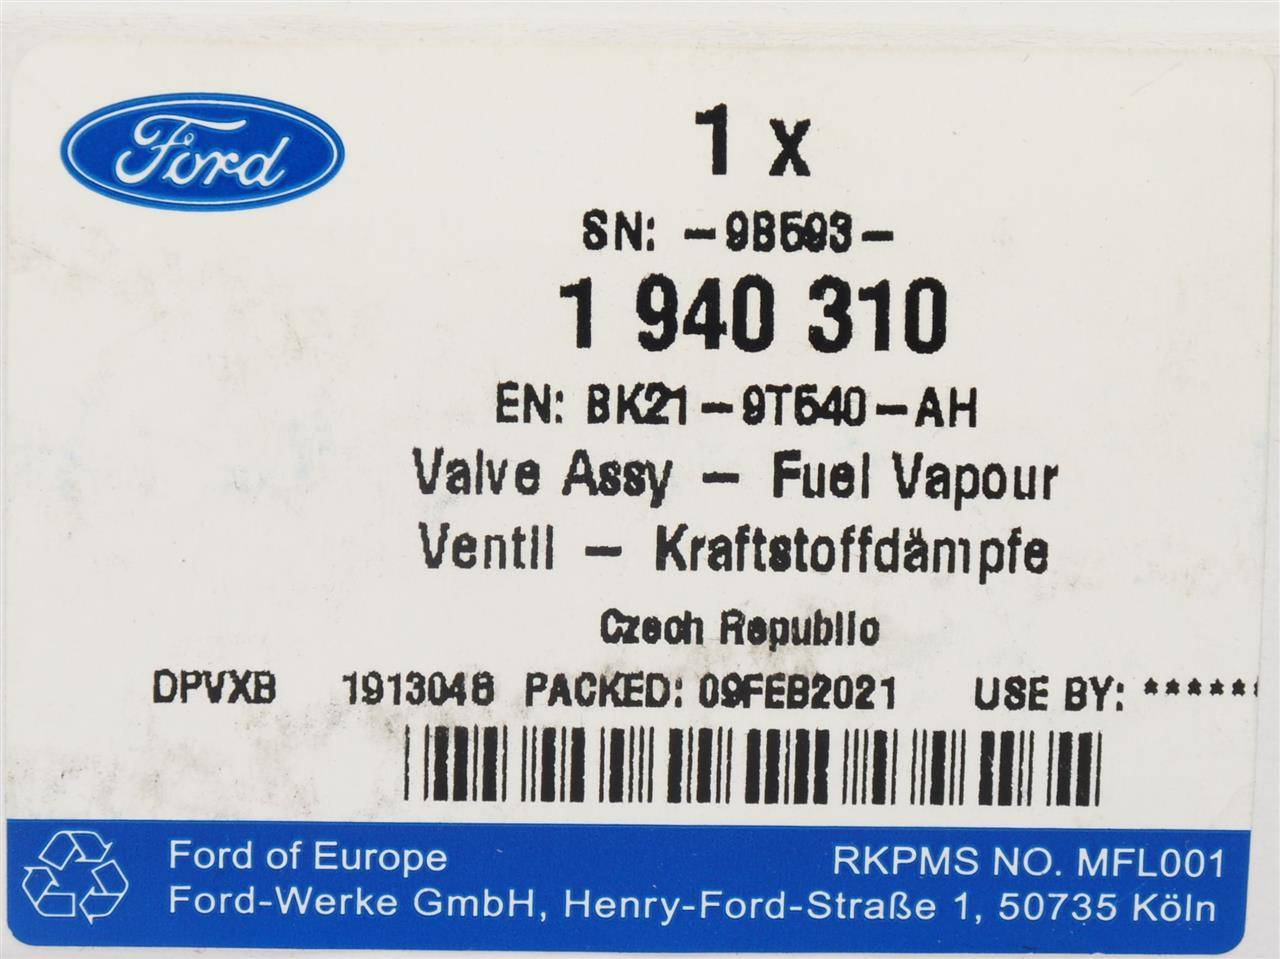 Ford
1 x
SN: -9B593-
1 940 310
EN: BK21-9T540-AH
Valve Assy - Fuel Vapour
Ventil - Kraftstoffdämpfe
Czech Republic
DPVXB 1913048 PACKED: 09FEB2021 USE BY: ******
Ford of Europe RKPMS NO. MFL001
Ford-Werke GmbH, Henry-Ford-Straße 1, 50735 Köln